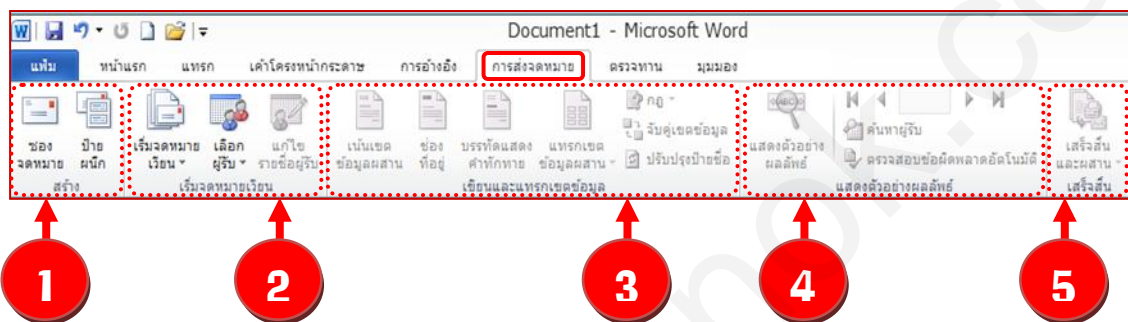 Document1 - Microsoft Word
แฟ้ม หน้าแรก แทรก เค้าโครงหน้ากระดาษ การอ้างอิง การส่งจดหมาย ตรวจทาน มุมมอง
ซอง
จดหมาย
ป้าย
ผนึก
สร้าง
เริ่มจดหมาย
เวียน
เลือก
ผู้รับ
แก้ไข
รายชื่อผู้รับ
เริ่มจดหมายเวียน
เน้นเขต
ข้อมูลผสาน
ช่อง
ที่อยู่
บรรทัดแสดง
คำทักทาย
แทรกเขต
ข้อมูลผสาน
กฎ
จับคู่เขตข้อมูล
ปรับปรุงป้ายชื่อ
เขียนและแทรกเขตข้อมูล
แสดงตัวอย่าง
ผลลัพธ์
ค้นหาผู้รับ
ตรวจสอบข้อผิดพลาดอัตโนมัติ
แสดงตัวอย่างผลลัพธ์
เสร็จสิ้น
และผสาน
เสร็จสิ้น
1 2 3 4 5